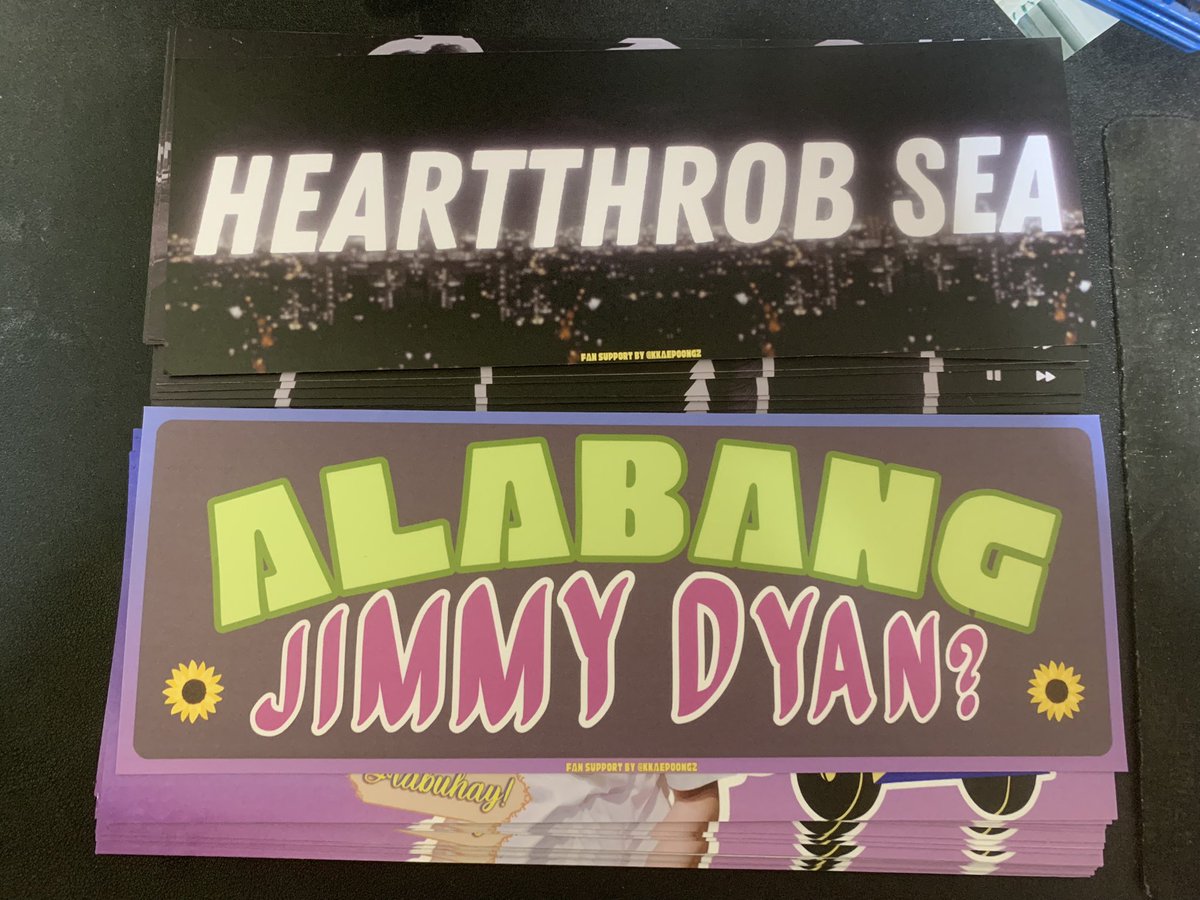 HEARTTHROB SEA
FAN SUPPORT BY @KKAEPOONGZ
ALABANG
JIMMY DYAN?
FAN SUPPORT BY @KKAEPOONGZ
Mabuhay!